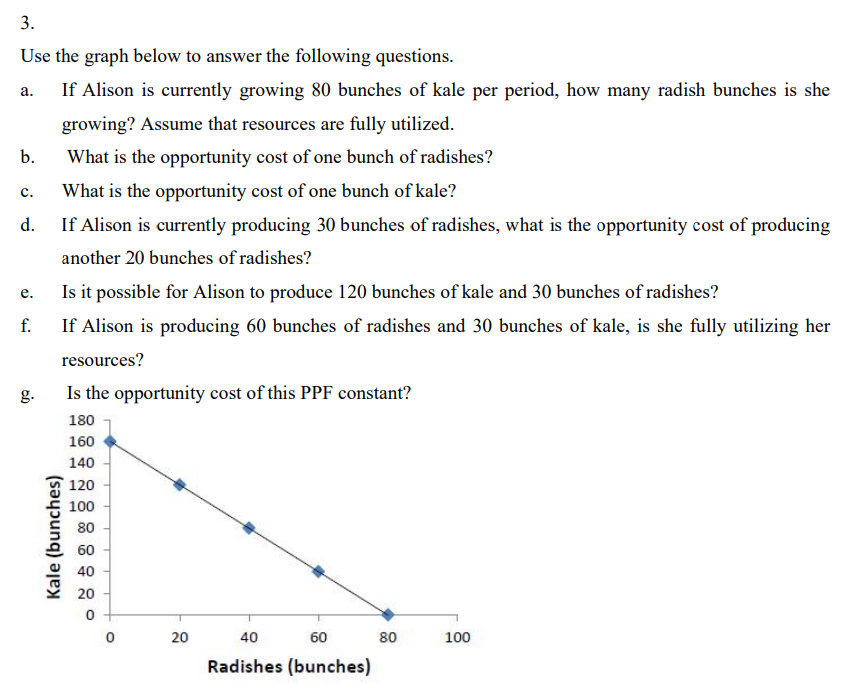 3.
Use the graph below to answer the following questions.
a. If Alison is currently growing 80 bunches of kale per period, how many radish bunches is she
growing? Assume that resources are fully utilized.
b. What is the opportunity cost of one bunch of radishes?
c. What is the opportunity cost of one bunch of kale?
d. If Alison is currently producing 30 bunches of radishes, what is the opportunity cost of producing
another 20 bunches of radishes?
e. Is it possible for Alison to produce 120 bunches of kale and 30 bunches of radishes?
f. If Alison is producing 60 bunches of radishes and 30 bunches of kale, is she fully utilizing her
resources?
g. Is the opportunity cost of this PPF constant?
Kale (bunches)
180
160
140
120
100
80
60
40
20
0
0 20 40 60 80 100
Radishes (bunches)